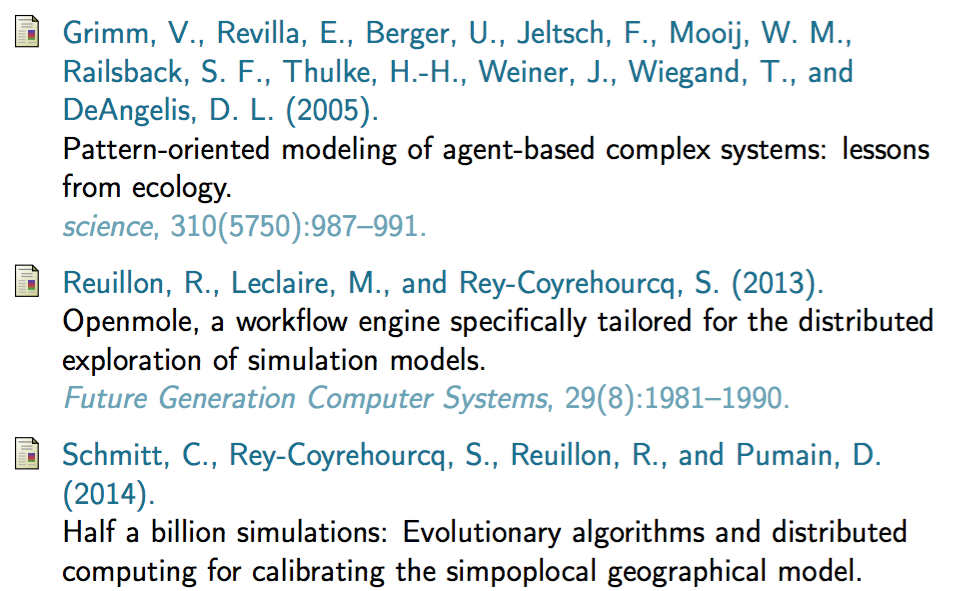 Grimm, V., Revilla, E., Berger, U., Jeltsch, F., Mooij, W. M.,
Railsback, S. F., Thulke, H.-H., Weiner, J., Wiegand, T., and
DeAngelis, D. L. (2005).
Pattern-oriented modeling of agent-based complex systems: lessons
from ecology.
science, 310(5750):987–991.
Reuillon, R., Leclaire, M., and Rey-Coyrehourcq, S. (2013).
Openmole, a workflow engine specifically tailored for the distributed
exploration of simulation models.
Future Generation Computer Systems, 29(8):1981–1990.
Schmitt, C., Rey-Coyrehourcq, S., Reuillon, R., and Pumain, D.
(2014).
Half a billion simulations: Evolutionary algorithms and distributed
computing for calibrating the simpoplocal geographical model.